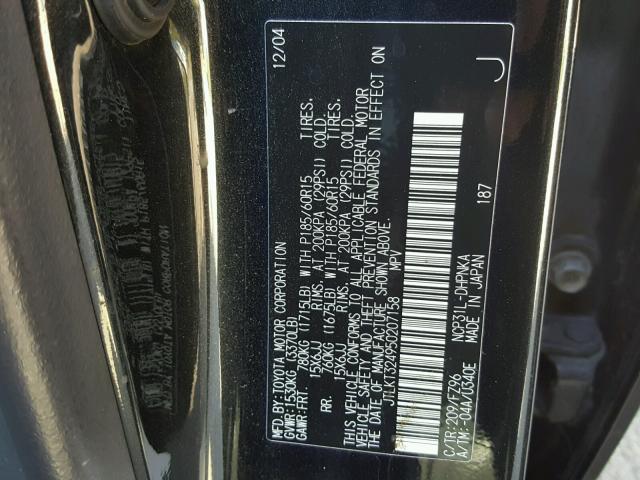 MFD. BY: TOYOTA MOTOR CORPORATION 12/04
GVWR: 1530KG (3370LB)
GAWR: FRT. 780KG (1715LB) WITH P185/60R15 TIRES.
15X6JJ RIMS. AT 200KPA (29PSI) COLD.
RR. 760KG (1675LB) WITH P185/60R15 TIRES.
15X6JJ RIMS. AT 200KPA (29PSI) COLD.
THIS VEHICLE CONFORMS TO ALL APPLICABLE FEDERAL MOTOR
VEHICLE SAFETY AND THEFT PREVENTION STANDARDS IN EFFECT ON
THE DATE OF MANUFACTURE SHOWN ABOVE.
JTLKT324950207158 MPV
J
187
C/TR: 209/FZ96 NCP31L-DHPNKA
A/TM: -04A/U340E MADE IN JAPAN